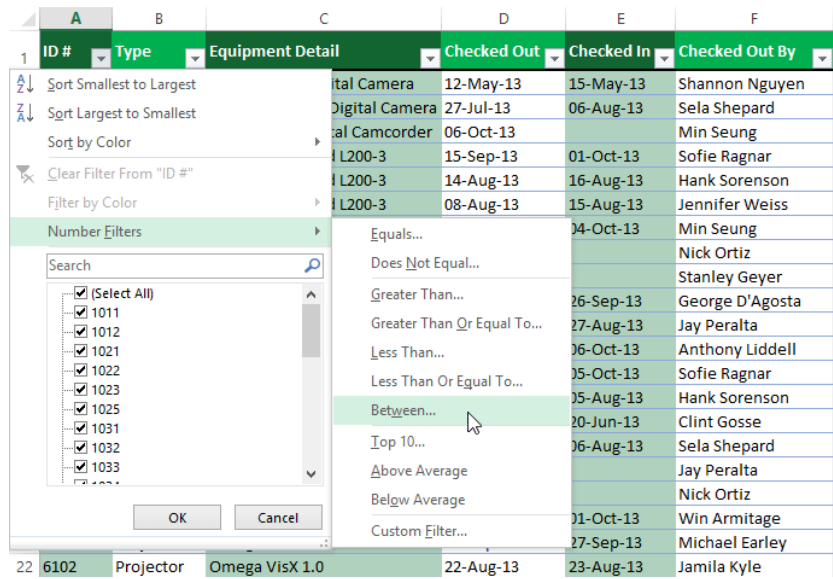 A B C D E F
1 ID # Type Equipment Detail Checked Out Checked In Checked Out By
Sort Smallest to Largest
Sort Largest to Smallest
Sort by Color
Clear Filter From "ID #"
Filter by Color
Number Filters
Search
(Select All)
1011
1012
1021
1022
1023
1025
1031
1032
1033
OK Cancel
Equals...
Does Not Equal...
Greater Than...
Greater Than Or Equal To...
Less Than...
Less Than Or Equal To...
Between...
Top 10...
Above Average
Below Average
Custom Filter...
ital Camera 12-May-13 15-May-13 Shannon Nguyen
Digital Camera 27-Jul-13 06-Aug-13 Sela Shepard
al Camcorder 06-Oct-13 Min Seung
L200-3 15-Sep-13 01-Oct-13 Sofie Ragnar
L200-3 14-Aug-13 16-Aug-13 Hank Sorenson
L200-3 08-Aug-13 15-Aug-13 Jennifer Weiss
04-Oct-13 Min Seung
Nick Ortiz
Stanley Geyer
26-Sep-13 George D'Agosta
27-Aug-13 Jay Peralta
06-Oct-13 Anthony Liddell
05-Oct-13 Sofie Ragnar
05-Aug-13 Hank Sorenson
20-Jun-13 Clint Gosse
06-Aug-13 Sela Shepard
Jay Peralta
Nick Ortiz
01-Oct-13 Win Armitage
27-Sep-13 Michael Earley
22 6102 Projector Omega VisX 1.0 22-Aug-13 23-Aug-13 Jamila Kyle